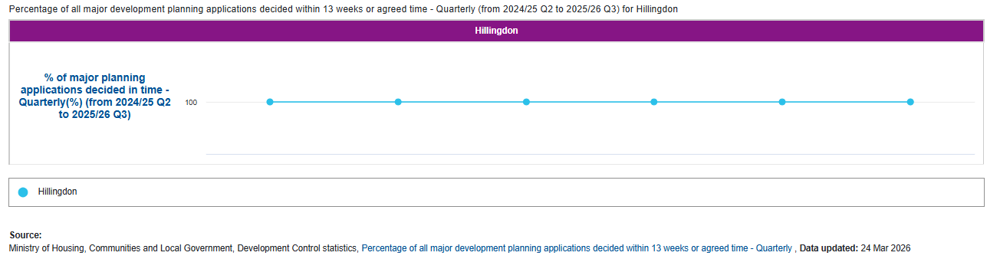 Percentage of all major development planning applications decided within 13 weeks or agreed time - Quarterly (from 2024/25 Q2 to 2025/26 Q3) for Hillingdon
Hillingdon
% of major planning
applications decided in time -
Quarterly(%) (from 2024/25 Q2
to 2025/26 Q3)
100
Hillingdon
Source:
Ministry of Housing, Communities and Local Government, Development Control statistics, Percentage of all major development planning applications decided within 13 weeks or agreed time - Quarterly , Data updated: 24 Mar 2026